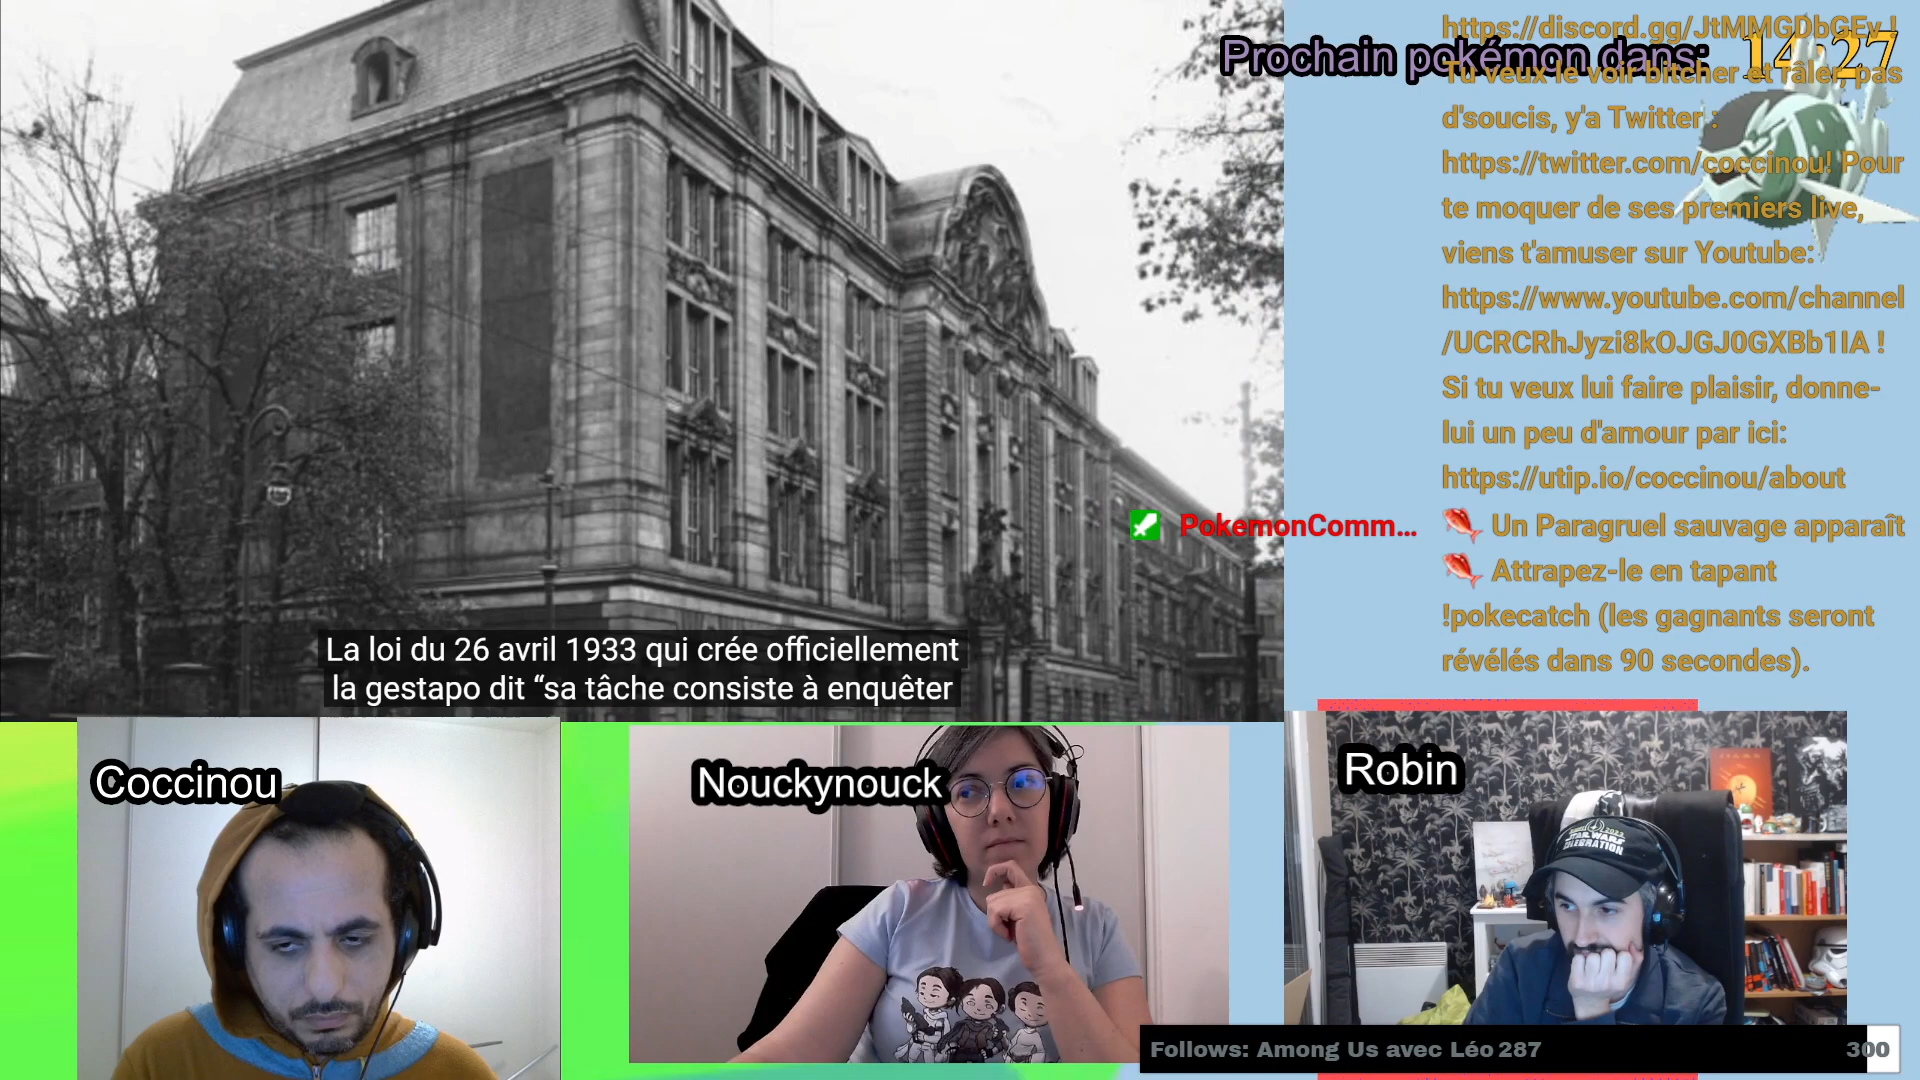 https://discord.gg/JtMMGDbGEv !
Prochain pokémon dans: 14:27
Tu veux le voir bitcher et râler, pas
d'soucis, y'a Twitter :
https://twitter.com/coccinou! Pour
te moquer de ses premiers live,
viens t'amuser sur Youtube:
https://www.youtube.com/channel
/UCRCRhJyzi8kOJGJ0GXBb1IA !
Si tu veux lui faire plaisir, donne-
lui un peu d'amour par ici:
https://utip.io/coccinou/about
PokemonComm... Un Paragruel sauvage apparaît
Attrapez-le en tapant
!pokecatch (les gagnants seront
révélés dans 90 secondes).
La loi du 26 avril 1933 qui crée officiellement
la gestapo dit “sa tâche consiste à enquêter
Coccinou
Nouckynouck
Robin
2022
STAR WARS
CELEBRATION
Follows: Among Us avec Léo 287 300